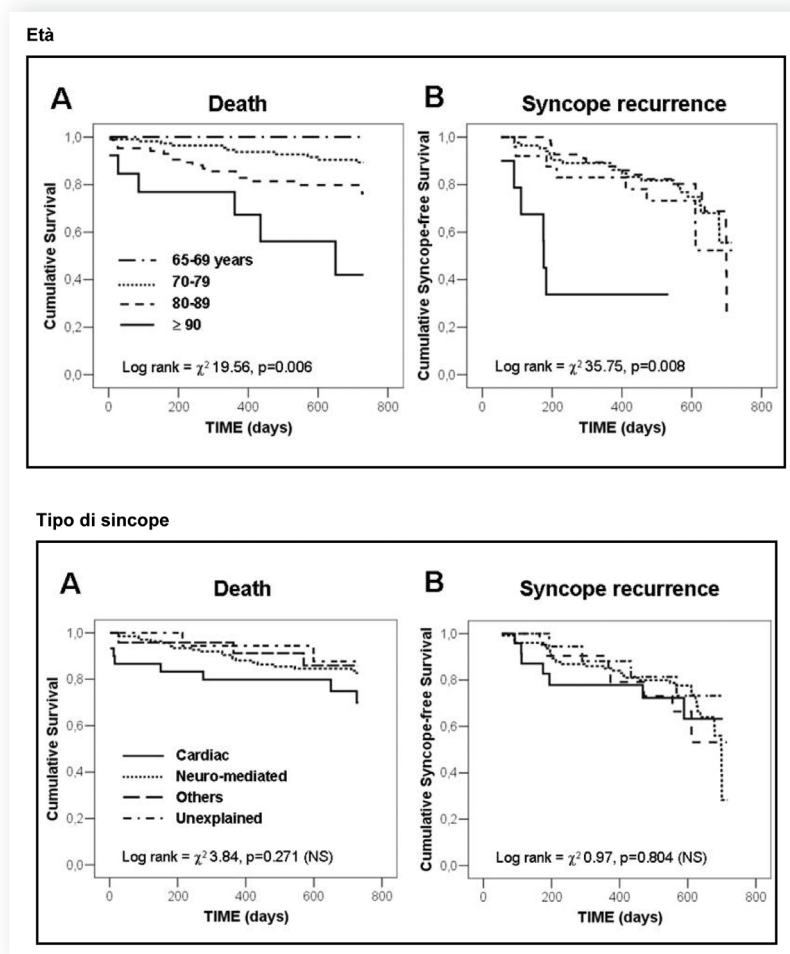 Età
A Death
B Syncope recurrence
Cumulative Survival
1,0
0,8
0,6
0,4
0,2
0,0
65-69 years
70-79
80-89
≥ 90
Log rank = χ² 19.56, p=0.006
0 200 400 600 800
TIME (days)
Cumulative Syncope-free Survival
1,0
0,8
0,6
0,4
0,2
0,0
Log rank = χ² 35.75, p=0.008
0 200 400 600 800
TIME (days)
Tipo di sincope
A Death
B Syncope recurrence
Cumulative Survival
1,0
0,8
0,6
0,4
0,2
0,0
Cardiac
Neuro-mediated
Others
Unexplained
Log rank = χ² 3.84, p=0.271 (NS)
0 200 400 600 800
TIME (days)
Cumulative Syncope-free Survival
1,0
0,8
0,6
0,4
0,2
0,0
Log rank = χ² 0.97, p=0.804 (NS)
0 200 400 600 800
TIME (days)